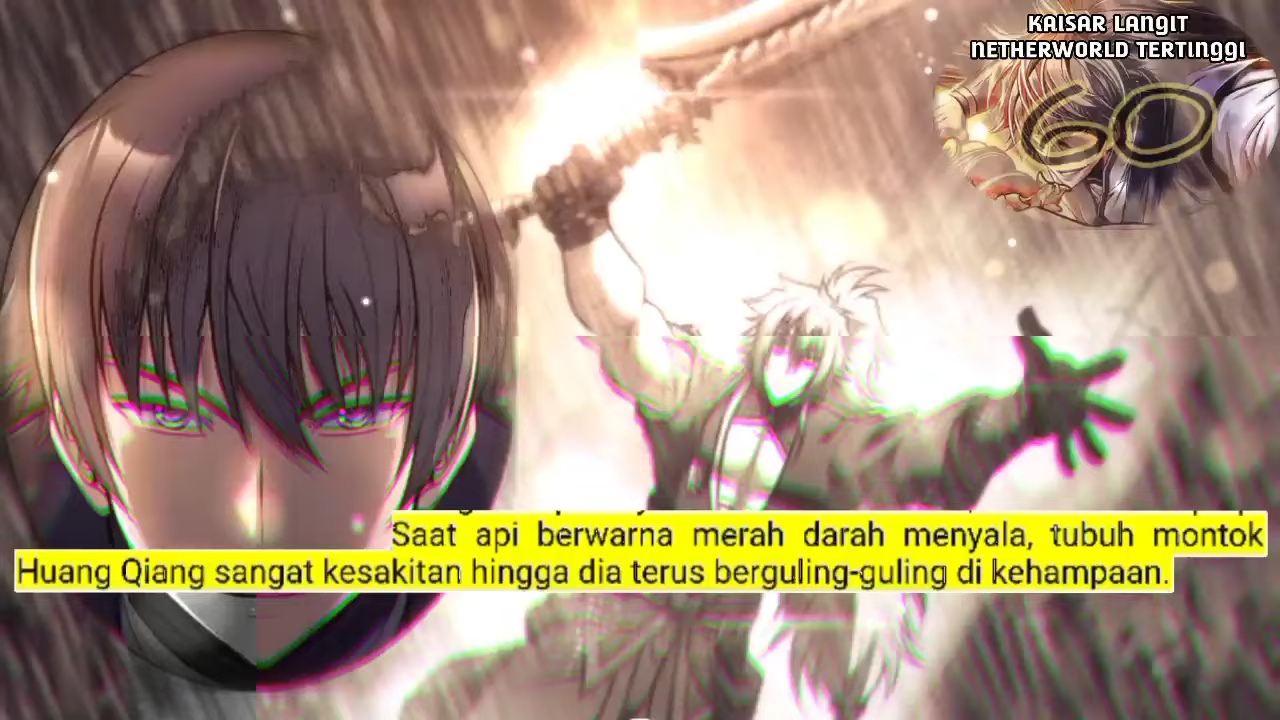 KAISAR LANGIT
NETHERWORLD TERTINGGI
60
Saat api berwarna merah darah menyala, tubuh montok
Huang Qiang sangat kesakitan hingga dia terus berguling-guling di kehampaan.